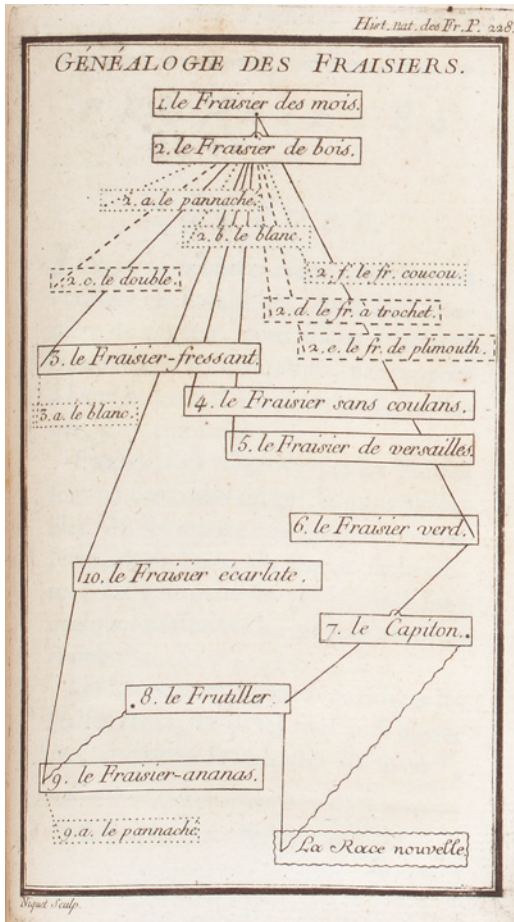 Hist. nat. des Fr. P. 228.
GÉNÉALOGIE DES FRAISIERS.
1. le Fraisier des mois.
2. le Fraisier de bois.
2. a. le pannaché.
2. b. le blanc.
2. f. le fr. coucou.
2. c. le double.
2. d. le fr. a trochet.
2. e. le fr. de plimouth.
3. le Fraisier-fressant.
3. a. le blanc.
4. le Fraisier sans coulans.
5. le Fraisier de versailles.
6. le Fraisier verd.
10. le Fraisier écarlate.
7. le Capiton.
8. le Frutiller.
9. le Fraisier-ananas.
9. a. le pannaché
La Race nouvelle
Niquet Sculp.